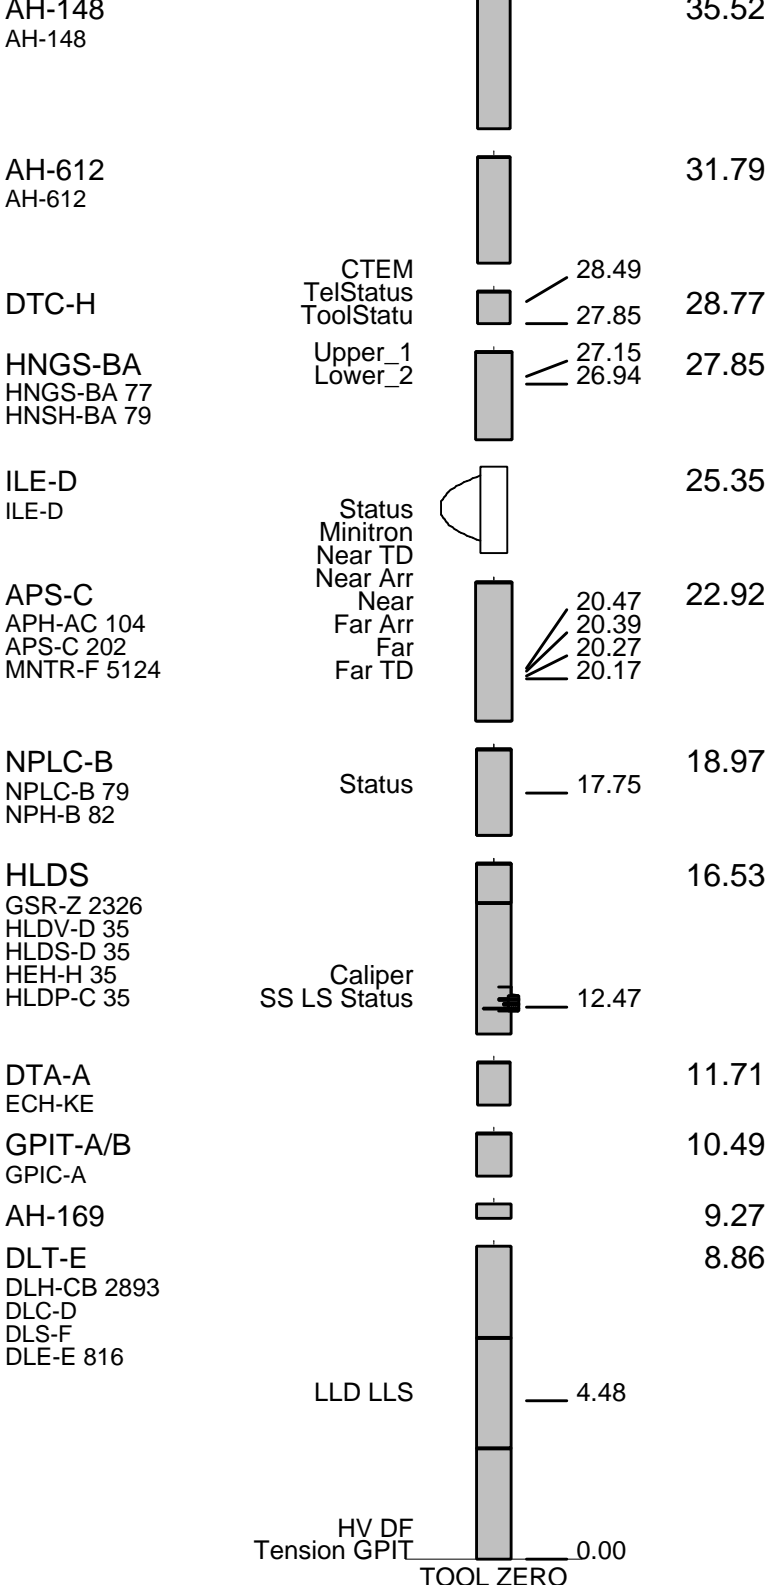 AH-148 35.52
AH-148
AH-612 31.79
AH-612
CTEM 28.49
TelStatus
DTC-H ToolStatu 27.85 28.77
Upper_1 27.15
HNGS-BA Lower_2 26.94 27.85
HNGS-BA 77
HNSH-BA 79
ILE-D 25.35
ILE-D Status
Minitron
Near TD
Near Arr
APS-C Near 20.47 22.92
APH-AC 104 Far Arr 20.39
APS-C 202 Far 20.27
MNTR-F 5124 Far TD 20.17
NPLC-B 18.97
NPLC-B 79 Status 17.75
NPH-B 82
HLDS 16.53
GSR-Z 2326
HLDV-D 35
HLDS-D 35
HEH-H 35 Caliper
HLDP-C 35 SS LS Status 12.47
DTA-A 11.71
ECH-KE
GPIT-A/B 10.49
GPIC-A
AH-169 9.27
DLT-E 8.86
DLH-CB 2893
DLC-D
DLS-F
DLE-E 816
LLD LLS 4.48
HV DF
Tension GPIT 0.00
TOOL ZERO